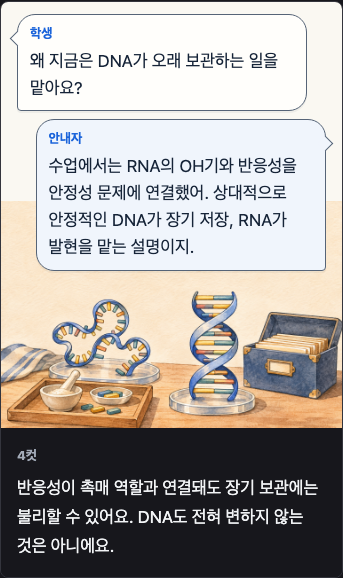 학생
왜 지금은 DNA가 오래 보관하는 일을
맡아요?
안내자
수업에서는 RNA의 OH기와 반응성을
안정성 문제에 연결했어. 상대적으로
안정적인 DNA가 장기 저장, RNA가
발현을 맡는 설명이지.
4컷
반응성이 촉매 역할과 연결돼도 장기 보관에는
불리할 수 있어요. DNA도 전혀 변하지 않는
것은 아니에요.